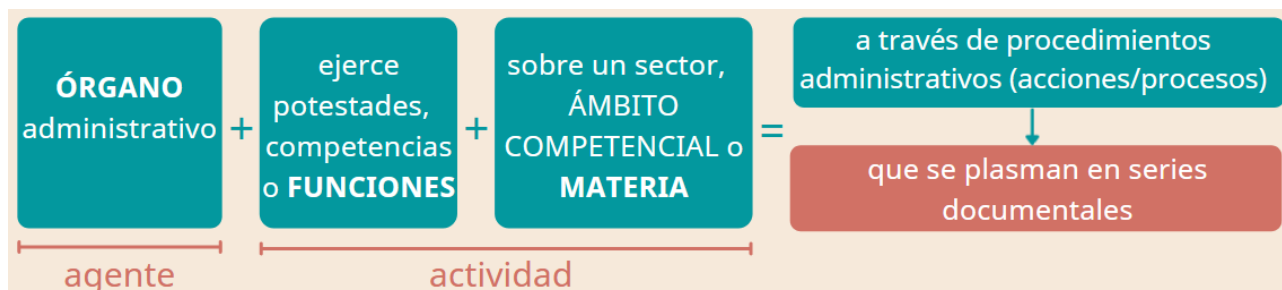 ÓRGANO
administrativo
+
ejerce
potestades,
competencias
o FUNCIONES
+
sobre un sector,
ÁMBITO
COMPETENCIAL o
MATERIA
=
a través de procedimientos
administrativos (acciones/procesos)
que se plasman en series
documentales
agente
actividad